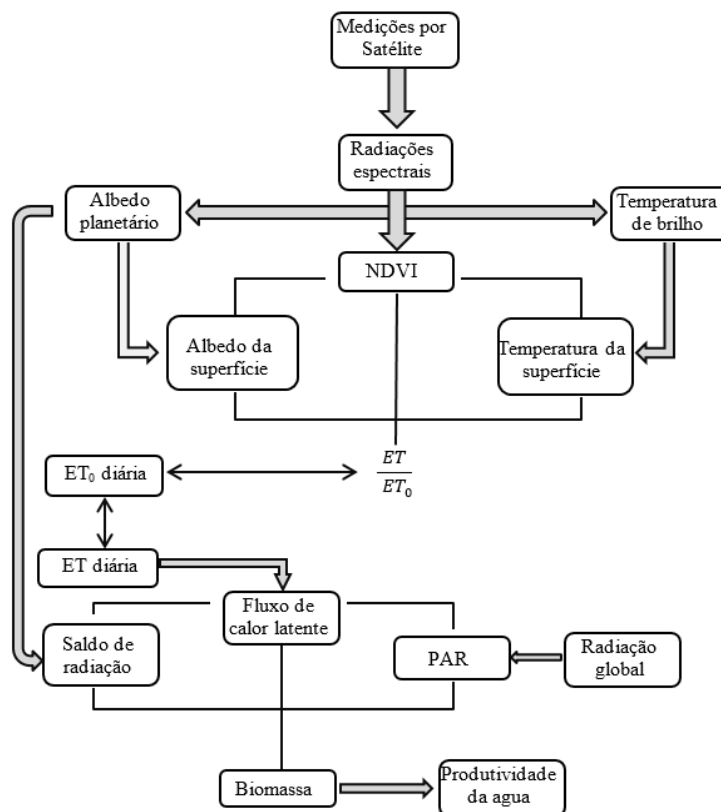 Medições por
Satélite
Radiações
espectrais
Albedo
planetário
Temperatura
de brilho
NDVI
Albedo da
superfície
Temperatura da
superfície
ET₀ diária
ET
ET₀
ET diária
Fluxo de
calor latente
Saldo de
radiação
PAR
Radiação
global
Biomassa
Produtividade
da agua